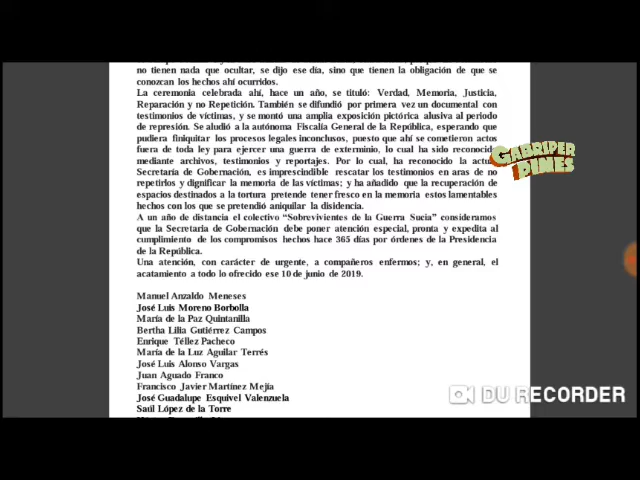 no tienen nada que ocultar, se dijo ese día, sino que tienen la obligación de que se
conozcan los hechos ahí ocurridos.
La ceremonia celebrada ahí, hace un año, se tituló: Verdad, Memoria, Justicia,
Reparación y no Repetición. También se difundió por primera vez un documental con
testimonios de víctimas, y se montó una amplia exposición pictórica alusiva al periodo
de represión. Se aludió a la autónoma Fiscalía General de la República, esperando que
pudiera finiquitar los procesos legales inconclusos, puesto que ahí se cometieron actos
fuera de toda ley para ejercer una guerra de exterminio, lo cual ha sido reconocido
mediante archivos, testimonios y reportajes. Por lo cual, ha reconocido la actual
Secretaría de Gobernación, es imprescindible rescatar los testimonios en aras de no
repetirlos y dignificar la memoria de las víctimas; y ha añadido que la recuperación de
espacios destinados a la tortura pretende tener fresco en la memoria estos lamentables
hechos con los que se pretendió aniquilar la disidencia.
A un año de distancia el colectivo “Sobrevivientes de la Guerra Sucia” consideramos
que la Secretaria de Gobernación debe poner atención especial, pronta y expedita al
cumplimiento de los compromisos hechos hace 365 días por órdenes de la Presidencia
de la República.
Una atención, con carácter de urgente, a compañeros enfermos; y, en general, el
acatamiento a todo lo ofrecido ese 10 de junio de 2019.
Manuel Anzaldo Meneses
José Luis Moreno Borbolla
María de la Paz Quintanilla
Bertha Lilia Gutiérrez Campos
Enrique Téllez Pacheco
María de la Luz Aguilar Terrés
José Luis Alonso Vargas
Juan Aguado Franco
Francisco Javier Martínez Mejía
José Guadalupe Esquivel Valenzuela
Saúl López de la Torre
GABRIPER
PINES
DU RECORDER